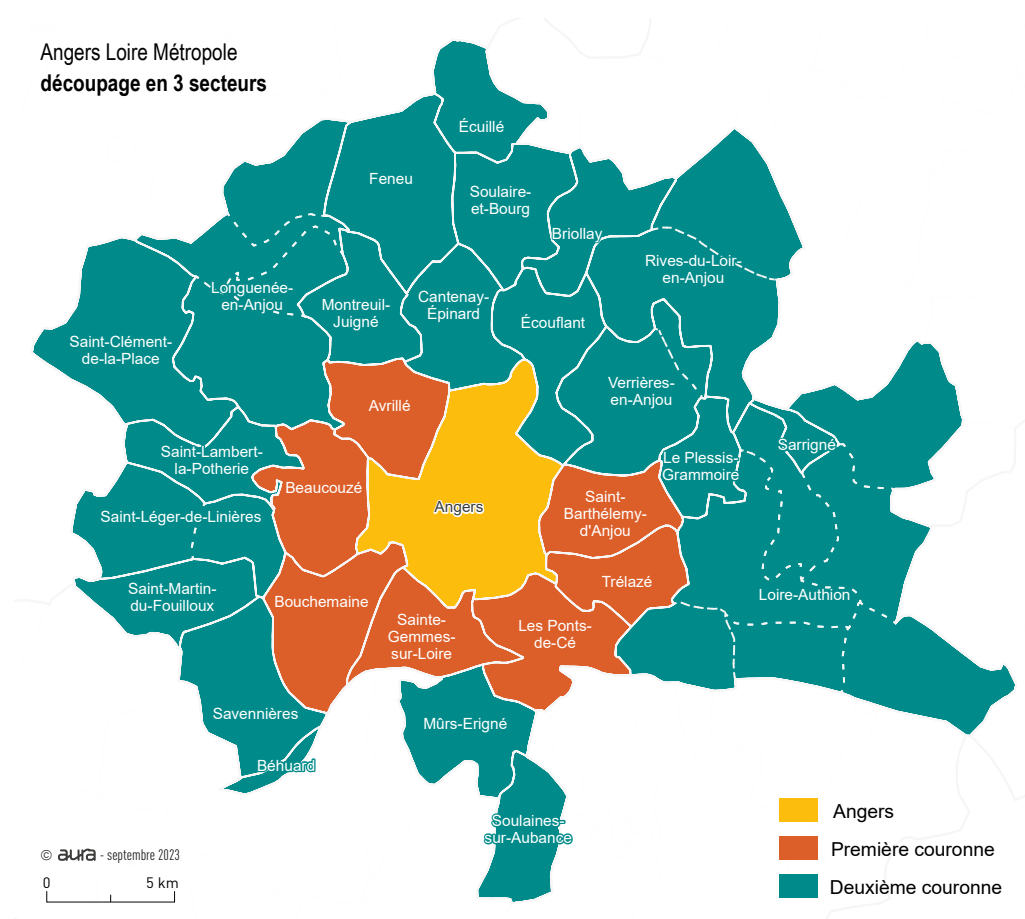 Angers Loire Métropole
découpage en 3 secteurs
Écuillé
Feneu
Soulaire-
et-Bourg
Briollay
Rives-du-Loir-
en-Anjou
Longuenée-
en-Anjou
Montreuil-
Juigné
Cantenay-
Épinard
Écouflant
Saint-Clément-
de-la-Place
Verrières-
en-Anjou
Avrillé
Sarrigné
Saint-Lambert-
la-Potherie
Le Plessis-
Grammoire
Beaucouzé
Angers
Saint-
Barthélemy-
d'Anjou
Saint-Léger-de-Linières
Trélazé
Saint-Martin-
du-Fouilloux
Bouchemaine
Loire-Authion
Sainte-
Gemmes-
sur-Loire
Les Ponts-
de-Cé
Savennières
Mûrs-Erigné
Béhuard
Soulaines-
sur-Aubance
Angers
Première couronne
Deuxième couronne
© aura - septembre 2023
0 5 km